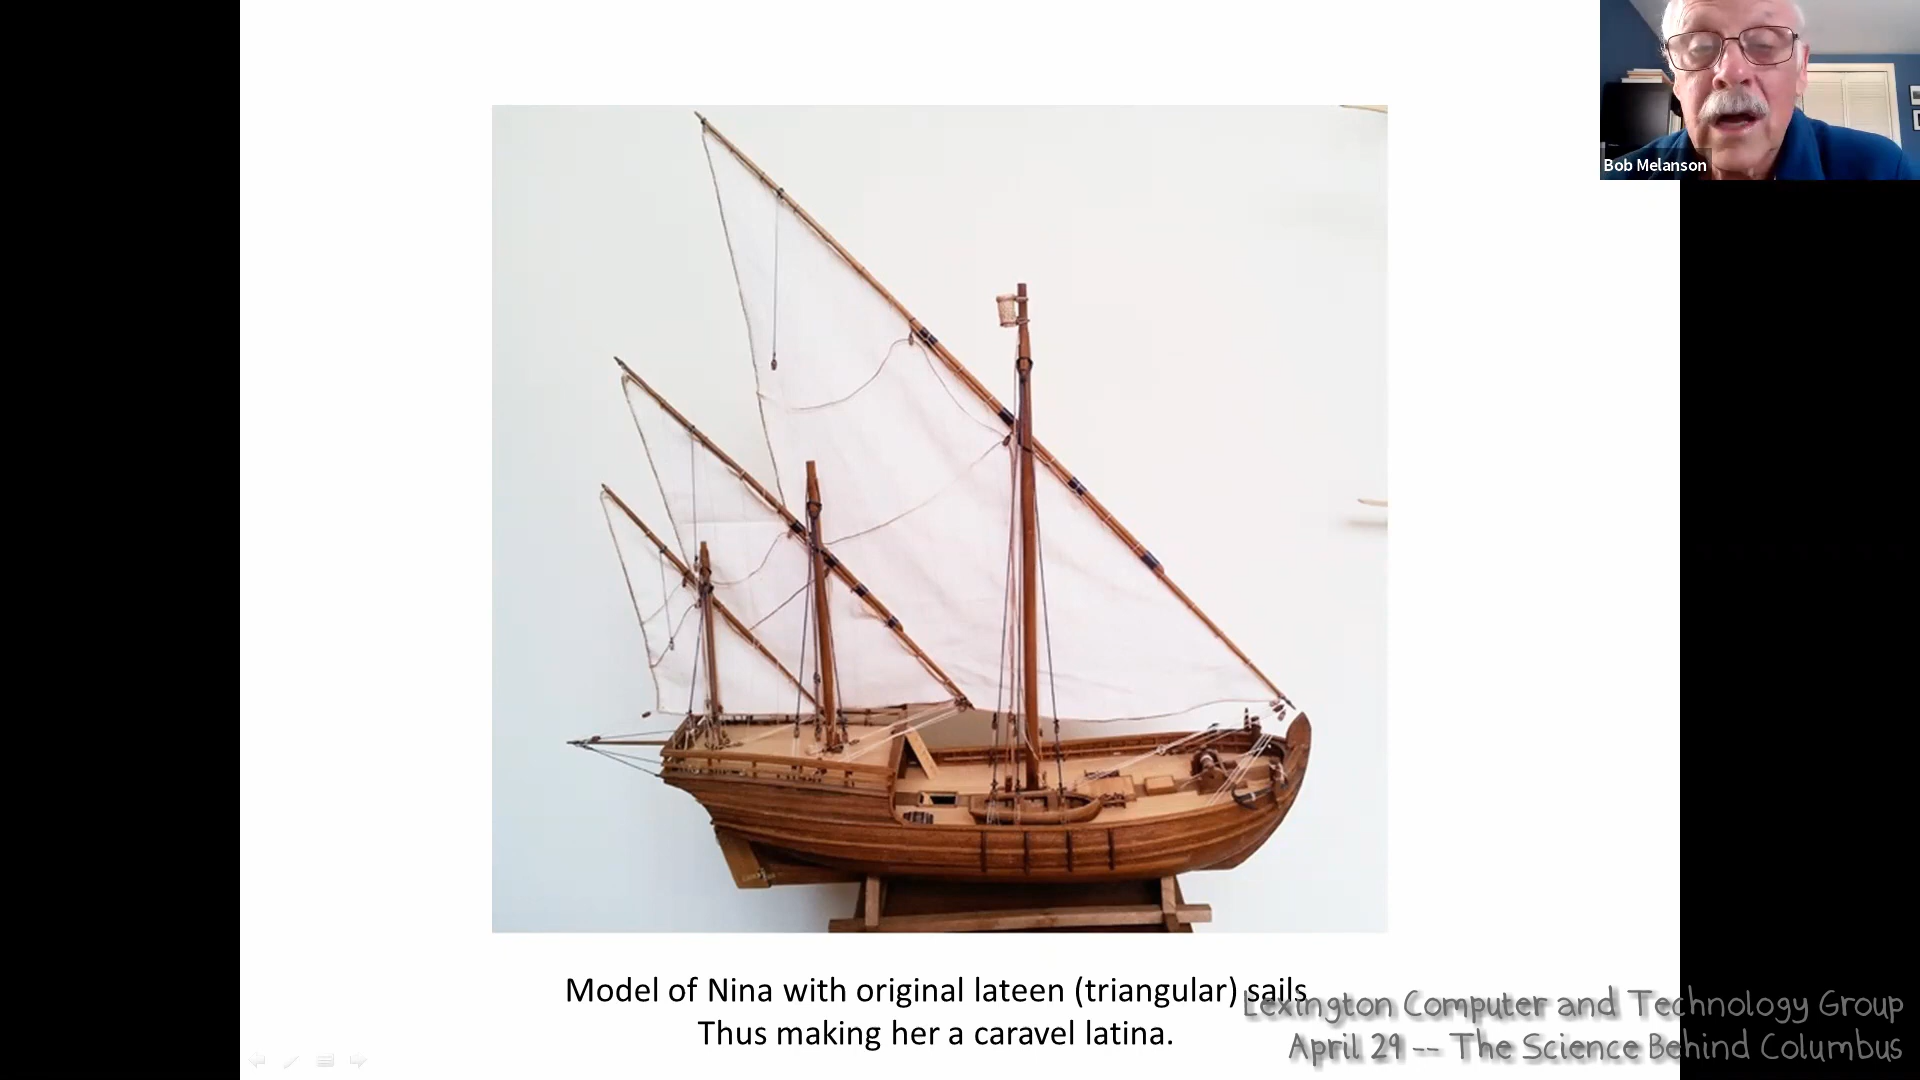 Bob Melanson
Model of Nina with original lateen (triangular) sails
Thus making her a caravel latina.
Lexington Computer and Technology Group
April 29 -- The Science Behind Columbus